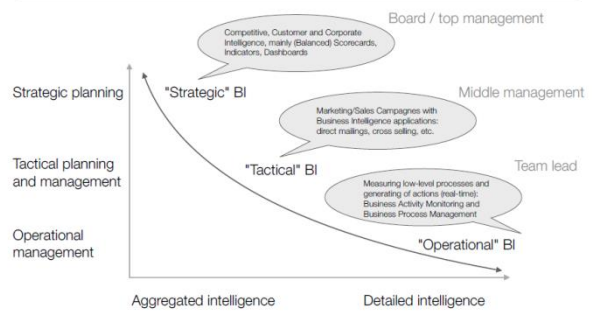 Board / top management
Competitive, Customer and Corporate
Intelligence, mainly (Balanced) Scorecards,
Indicators, Dashboards
Strategic planning
"Strategic" BI
Middle management
Marketing/Sales Campagnes with
Business Intelligence applications:
direct mailings, cross selling, etc.
Tactical planning
and management
"Tactical" BI
Team lead
Measuring low-level processes and
generating of actions (real-time):
Business Activity Monitoring and
Business Process Management
Operational
management
"Operational" BI
Aggregated intelligence
Detailed intelligence